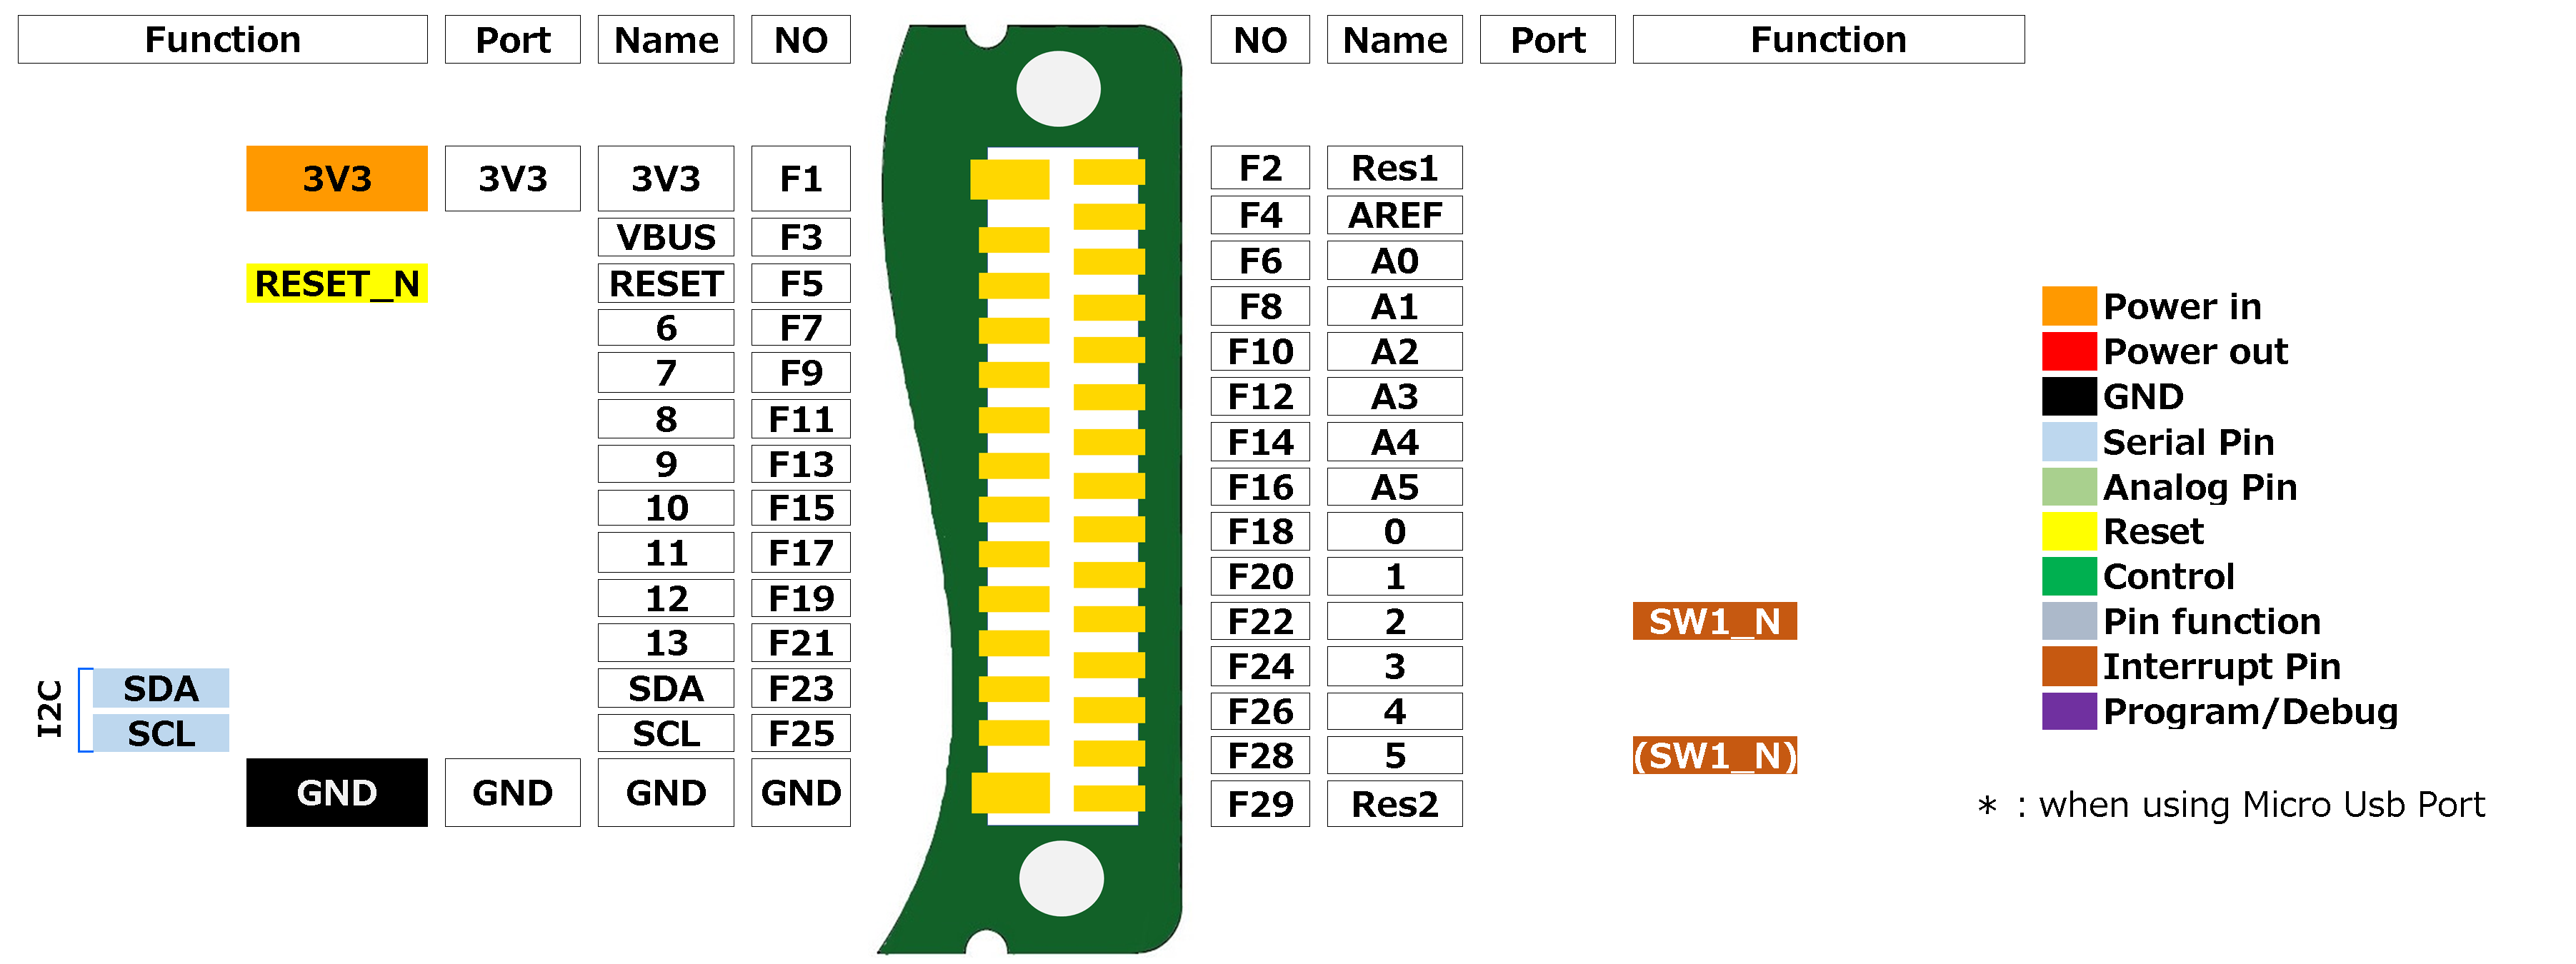 Function Port Name NO NO Name Port Function
3V3 3V3 3V3 F1 F2 Res1
VBUS F3 F4 AREF
RESET_N RESET F5 F6 A0
6 F7 F8 A1 Power in
7 F9 F10 A2 Power out
8 F11 F12 A3 GND
9 F13 F14 A4 Serial Pin
10 F15 F16 A5 Analog Pin
11 F17 F18 0 Reset
12 F19 F20 1 Control
13 F21 F22 2 SW1_N Pin function
I2C SDA SDA F23 F24 3 Interrupt Pin
SCL SCL F25 F26 4 Program/Debug
F28 5 (SW1_N)
GND GND GND GND F29 Res2
* : when using Micro Usb Port